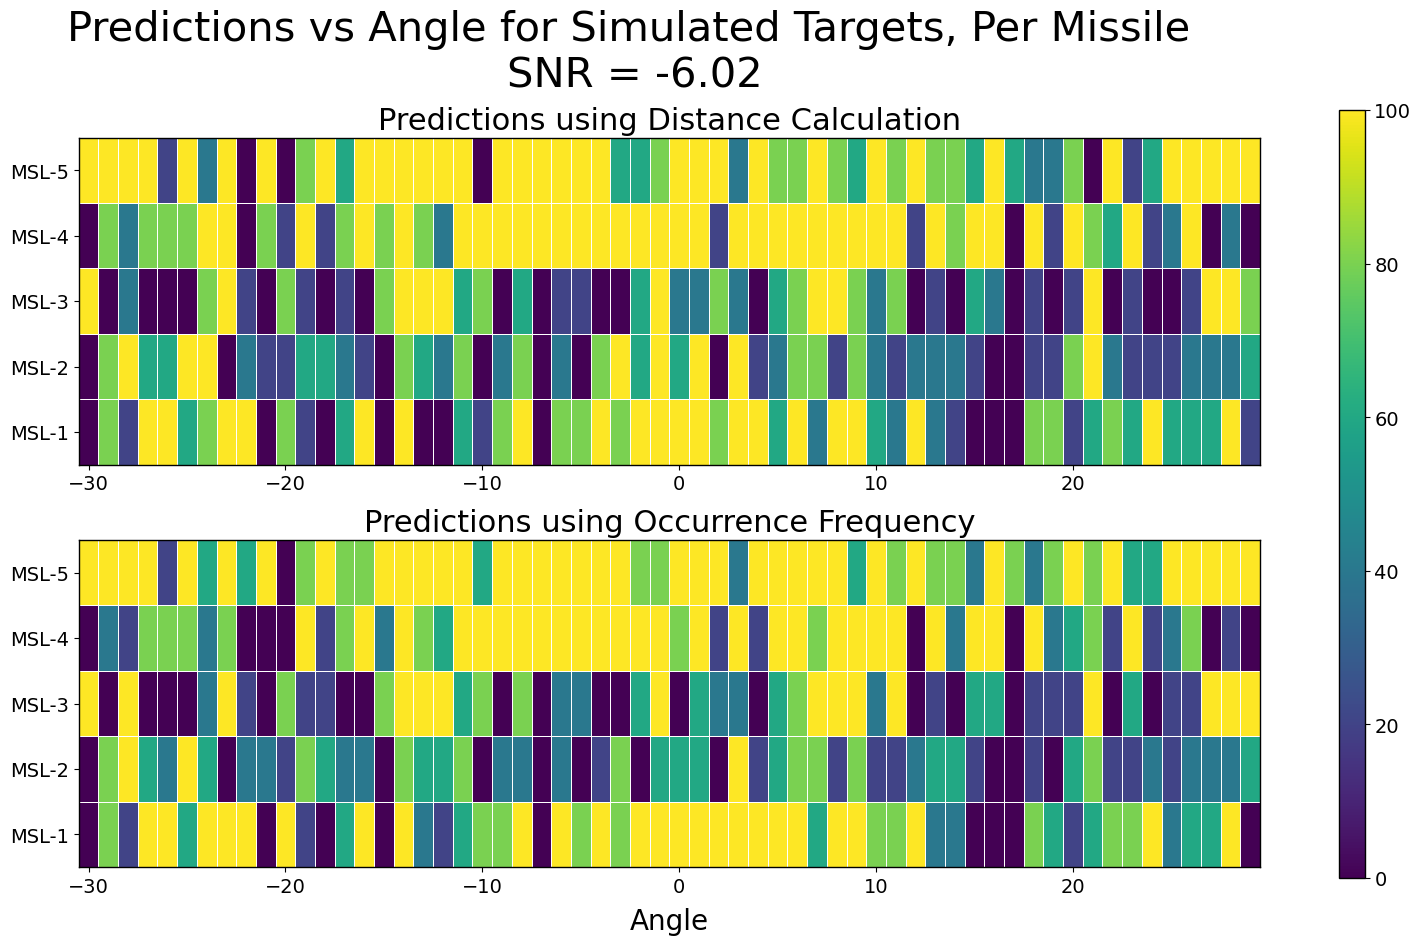 Predictions vs Angle for Simulated Targets, Per Missile
SNR = -6.02
Predictions using Distance Calculation
MSL-5
MSL-4
MSL-3
MSL-2
MSL-1
−30 −20 −10 0 10 20
Predictions using Occurrence Frequency
MSL-5
MSL-4
MSL-3
MSL-2
MSL-1
−30 −20 −10 0 10 20
Angle
100
80
60
40
20
0